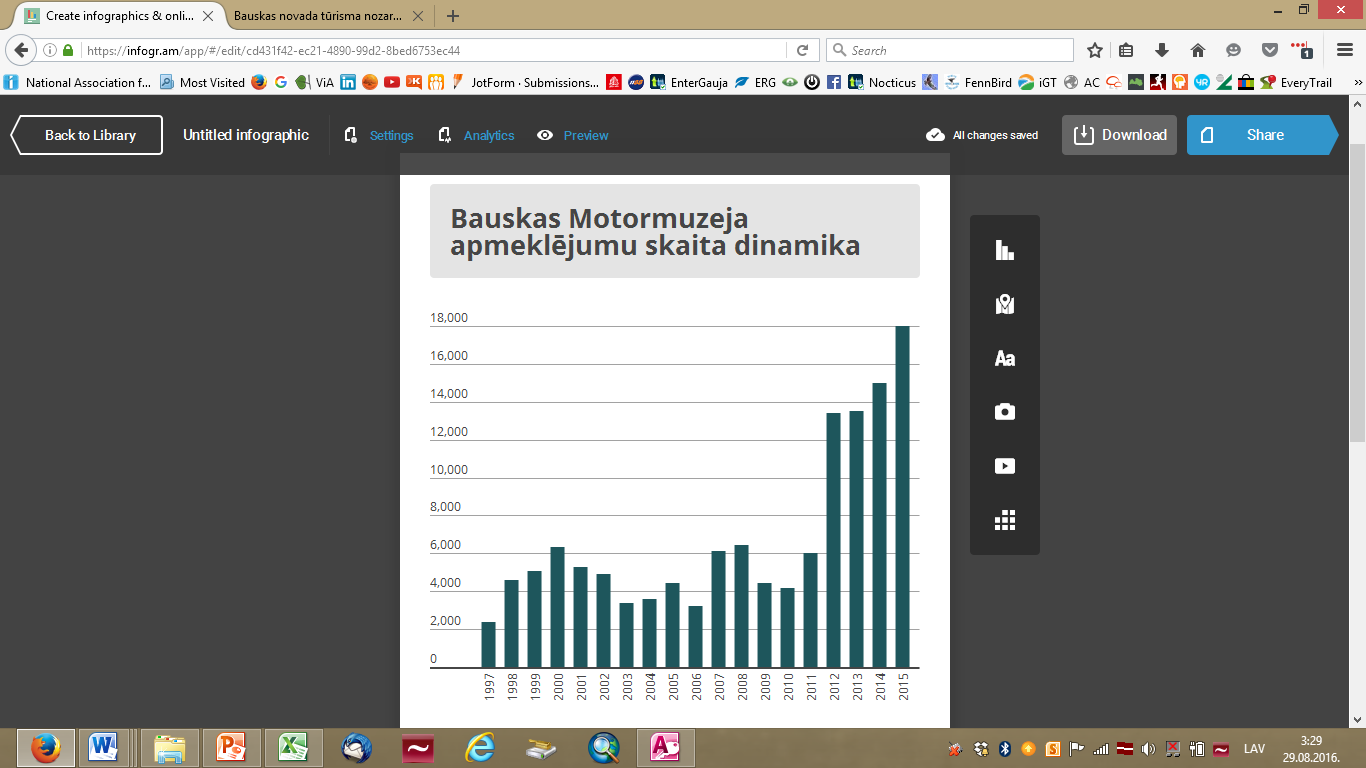 Create infographics & onli...
Bauskas novada tūrisma nozar...
https://infogr.am/app/#/edit/cd431f42-ec21-4890-99d2-8bed6753ec44
Search
National Association f...
Most Visited
ViA
JotForm · Submissions...
EnterGauja
ERG
Nocticus
FennBird
iGT
AC
EveryTrail
Back to Library
Untitled infographic
Settings
Analytics
Preview
All changes saved
Download
Share
Bauskas Motormuzeja
apmeklējumu skaita dinamika
18,000
16,000
14,000
12,000
10,000
8,000
6,000
4,000
2,000
0
1997 1998 1999 2000 2001 2002 2003 2004 2005 2006 2007 2008 2009 2010 2011 2012 2013 2014 2015
Aa
LAV
3:29
29.08.2016.